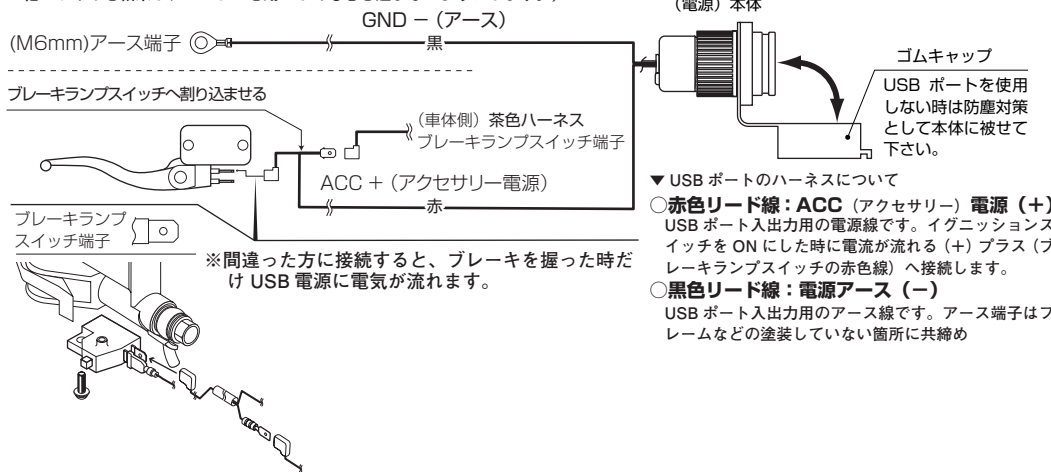 GND − (アース)
(M6mm)アース端子
黒
ブレーキランプスイッチへ割り込ませる
(車体側) 茶色ハーネス
ブレーキランプスイッチ端子
ACC + (アクセサリー電源)
赤
ブレーキランプ
スイッチ端子
※間違った方に接続すると、ブレーキを握った時だ
け USB 電源に電気が流れます。
(電源) 本体
ゴムキャップ
USB ポートを使用
しない時は防塵対策
として本体に被せて
下さい。
▼ USB ポートのハーネスについて
○赤色リード線:ACC (アクセサリー) 電源 (+)
USB ポート入出力用の電源線です。イグニッションス
イッチを ON にした時に電流が流れる (+) プラス (ブ
レーキランプスイッチの赤色線) へ接続します。
○黒色リード線:電源アース (−)
USB ポート入出力用のアース線です。アース端子はフ
レームなどの塗装していない箇所に共締め